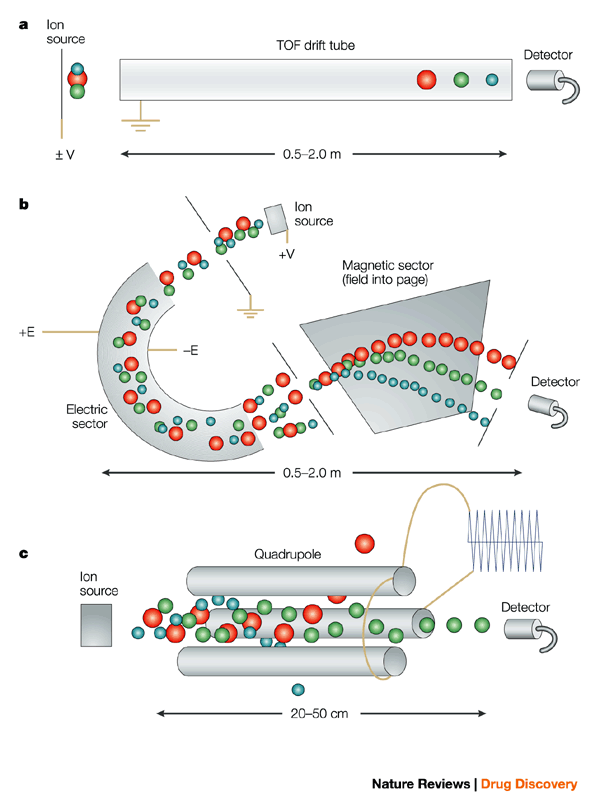 a
Ion
source
TOF drift tube
Detector
± V
0.5–2.0 m
b
Ion
source
+V
Magnetic sector
(field into page)
+E
–E
Detector
Electric
sector
0.5–2.0 m
c
Quadrupole
Ion
source
Detector
20–50 cm
Nature Reviews | Drug Discovery